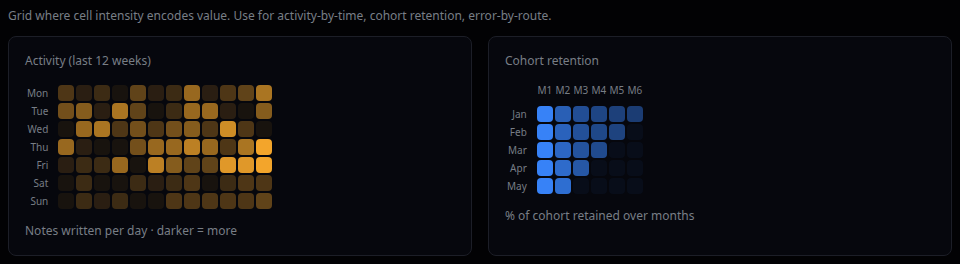 Grid where cell intensity encodes value. Use for activity-by-time, cohort retention, error-by-route.
Activity (last 12 weeks)
Mon
Tue
Wed
Thu
Fri
Sat
Sun
Notes written per day · darker = more
Cohort retention
M1 M2 M3 M4 M5 M6
Jan
Feb
Mar
Apr
May
% of cohort retained over months